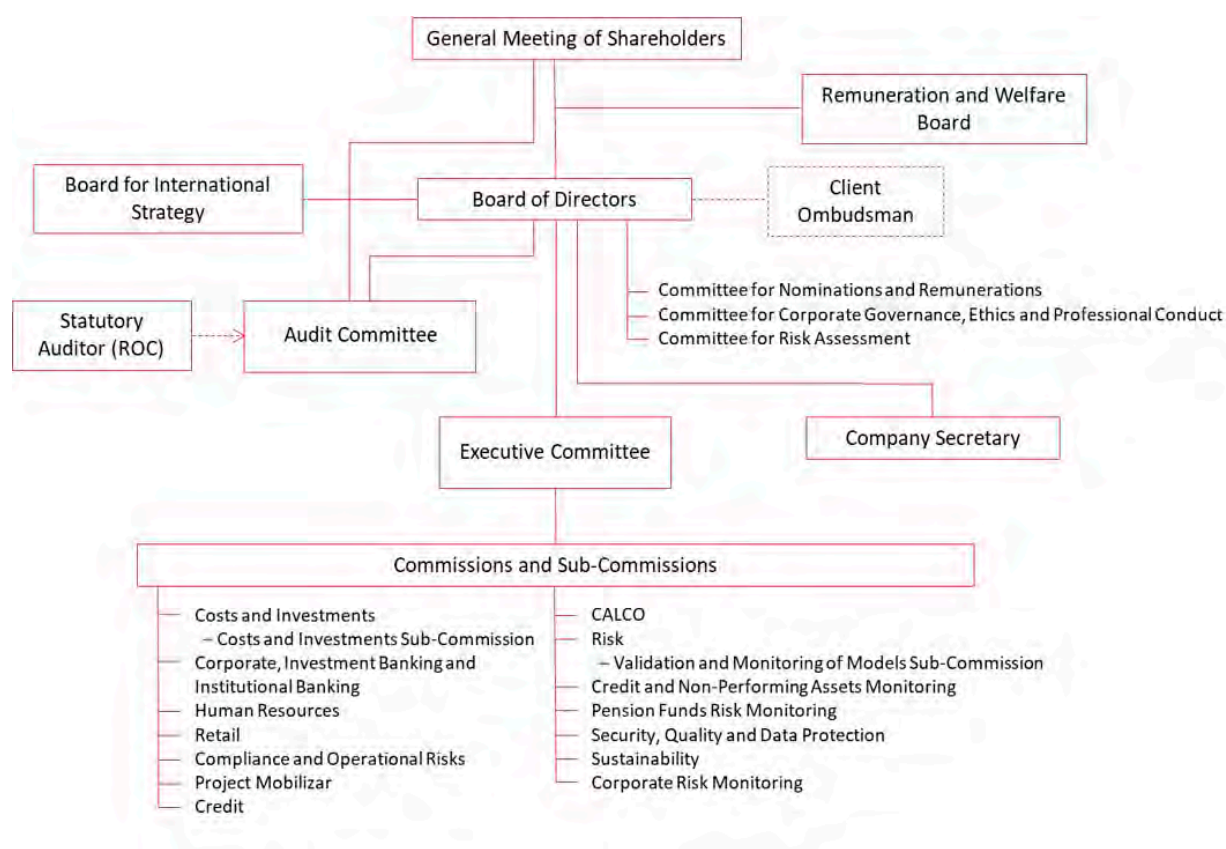 General Meeting of Shareholders
Remuneration and Welfare
Board
Board for International
Strategy
Board of Directors
Client
Ombudsman
Committee for Nominations and Remunerations
Committee for Corporate Governance, Ethics and Professional Conduct
Committee for Risk Assessment
Statutory
Auditor (ROC)
Audit Committee
Executive Committee
Company Secretary
Commissions and Sub-Commissions
Costs and Investments
– Costs and Investments Sub-Commission
Corporate, Investment Banking and
Institutional Banking
Human Resources
Retail
Compliance and Operational Risks
Project Mobilizar
Credit
CALCO
Risk
– Validation and Monitoring of Models Sub-Commission
Credit and Non-Performing Assets Monitoring
Pension Funds Risk Monitoring
Security, Quality and Data Protection
Sustainability
Corporate Risk Monitoring